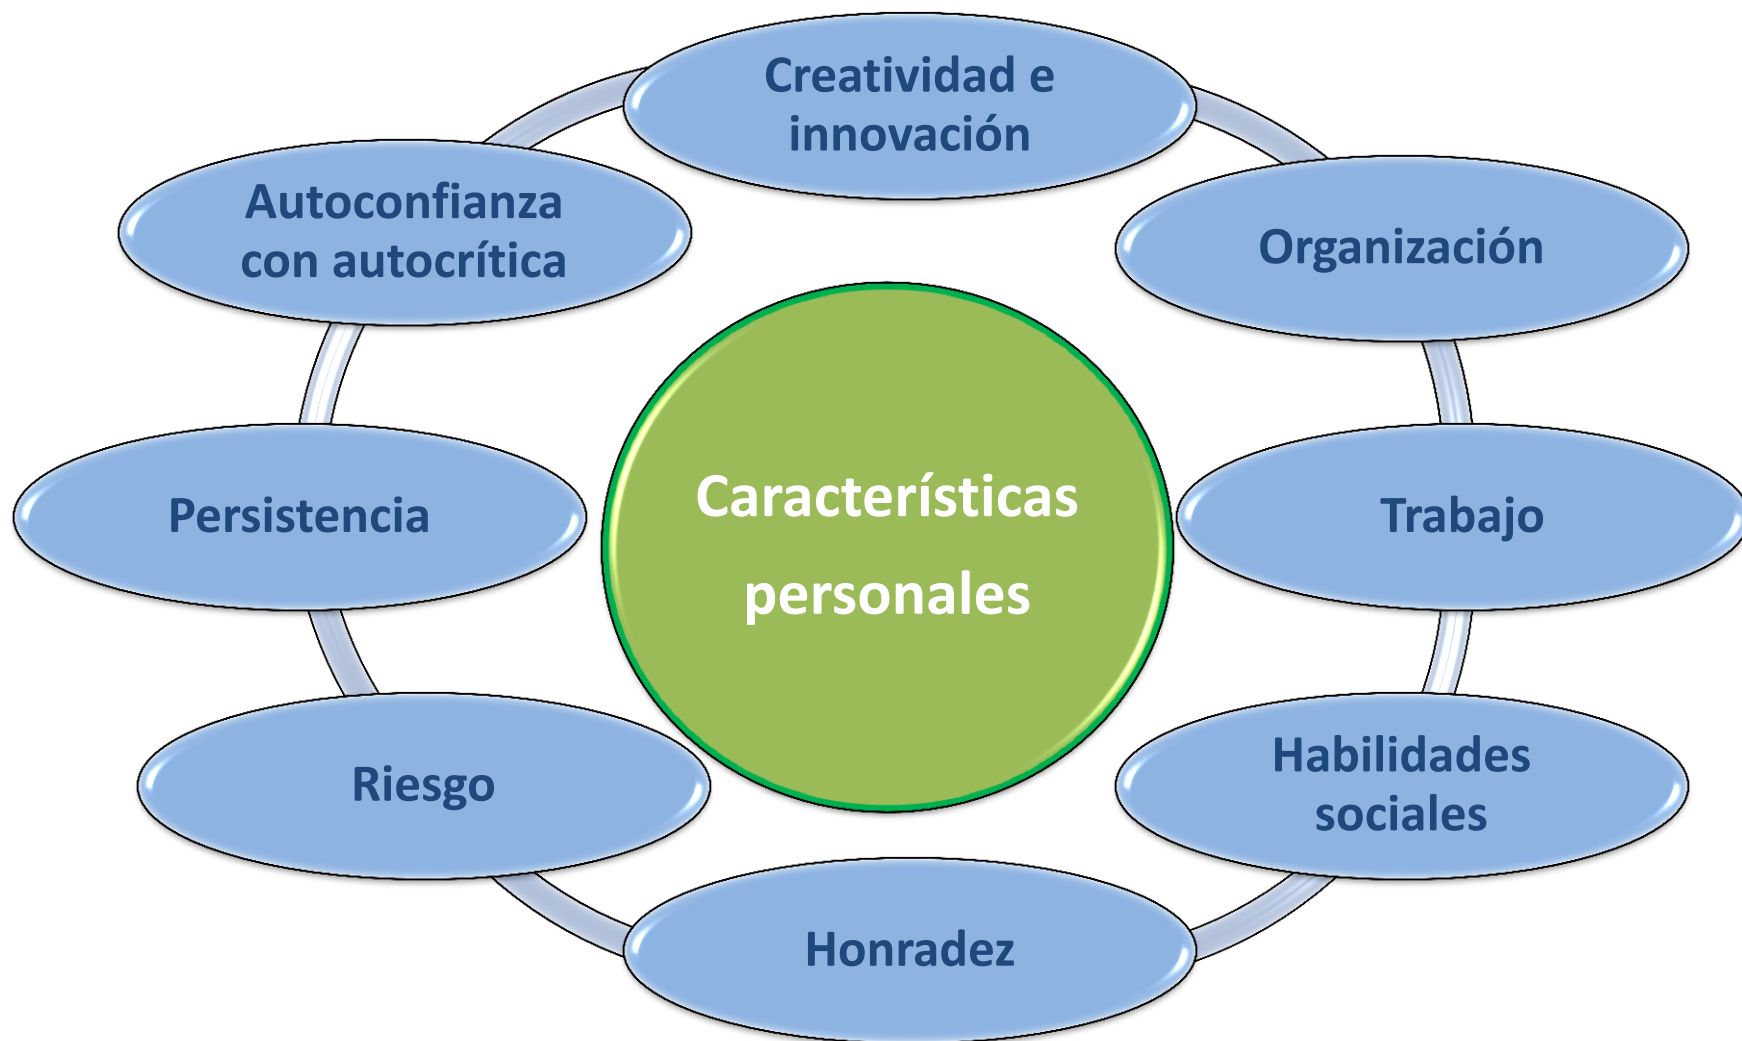 Creatividad e
innovación
Autoconfianza
con autocrítica
Organización
Características
personales
Persistencia
Trabajo
Riesgo
Habilidades
sociales
Honradez